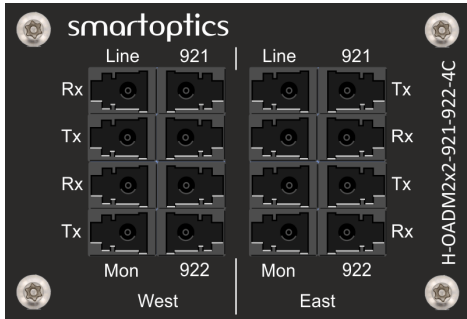 smartoptics
Line 921 Line 921
Rx Tx
Tx Rx
Rx Tx
Tx Rx
Mon 922 Mon 922
West East
H-OADM2x2-921-922-4C